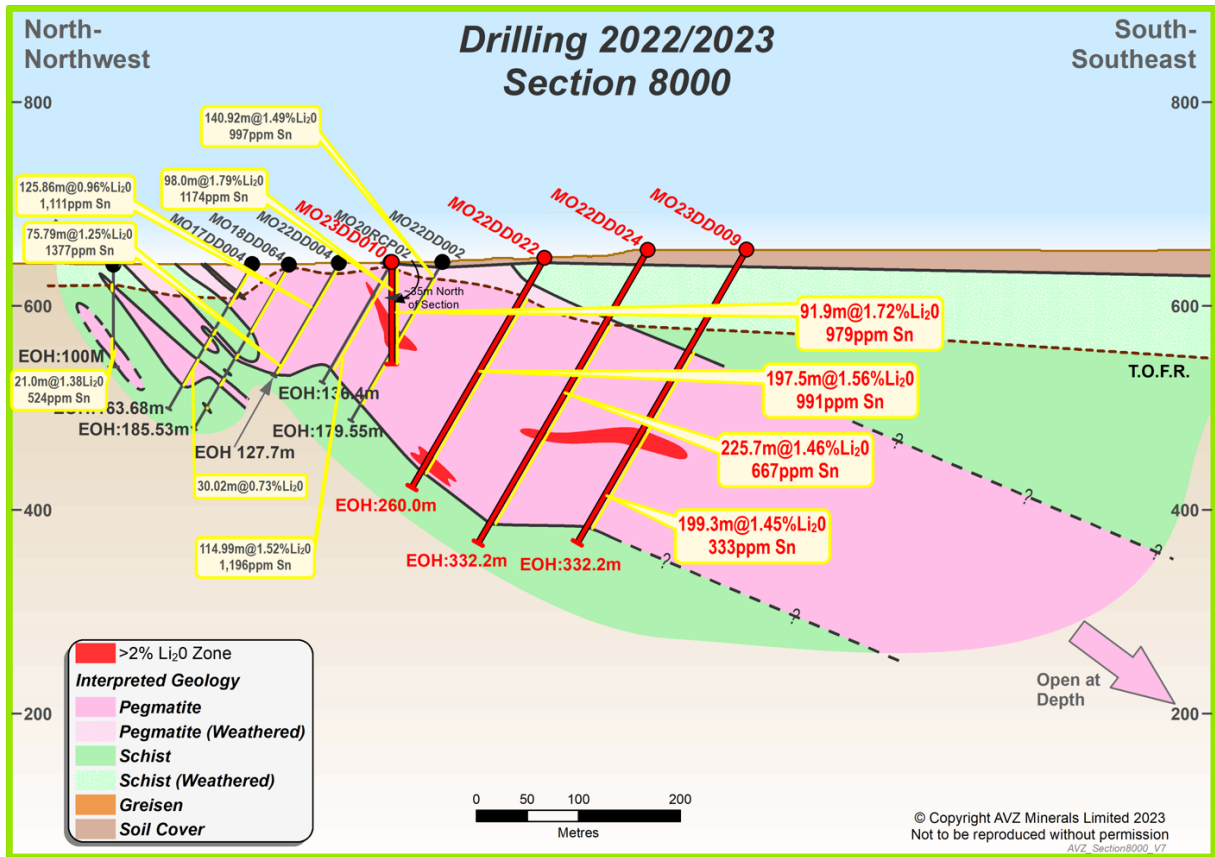 North-
Northwest
Drilling 2022/2023
Section 8000
South-
Southeast
800
800
140.92m@1.49%Li₂0
997ppm Sn
125.86m@0.96%Li₂0
1,111ppm Sn
98.0m@1.79%Li₂0
1174ppm Sn
75.79m@1.25%Li₂0
1377ppm Sn
MO17DD004
MO18DD064
MO22DD004
MO23DD010
MO20RCP02
MO22DD002
MO22DD022
MO22DD024
MO23DD009
~35m North
of Section
600
600
91.9m@1.72%Li₂0
979ppm Sn
T.O.F.R.
EOH:100M
21.0m@1.38Li₂0
524ppm Sn
197.5m@1.56%Li₂0
991ppm Sn
EOH:136.4m
63.68m
EOH:185.53m
EOH:179.55m
EOH 127.7m
225.7m@1.46%Li₂0
667ppm Sn
?
30.02m@0.73%Li₂0
EOH:260.0m
400
400
?
199.3m@1.45%Li₂0
333ppm Sn
114.99m@1.52%Li₂0
1,196ppm Sn
EOH:332.2m
EOH:332.2m
?
?
?
>2% Li₂0 Zone
Interpreted Geology
Pegmatite
Pegmatite (Weathered)
Schist
Schist (Weathered)
Greisen
Soil Cover
Open at
Depth
200
200
0 50 100 200
Metres
© Copyright AVZ Minerals Limited 2023
Not to be reproduced without permission
AVZ_Section8000_V7